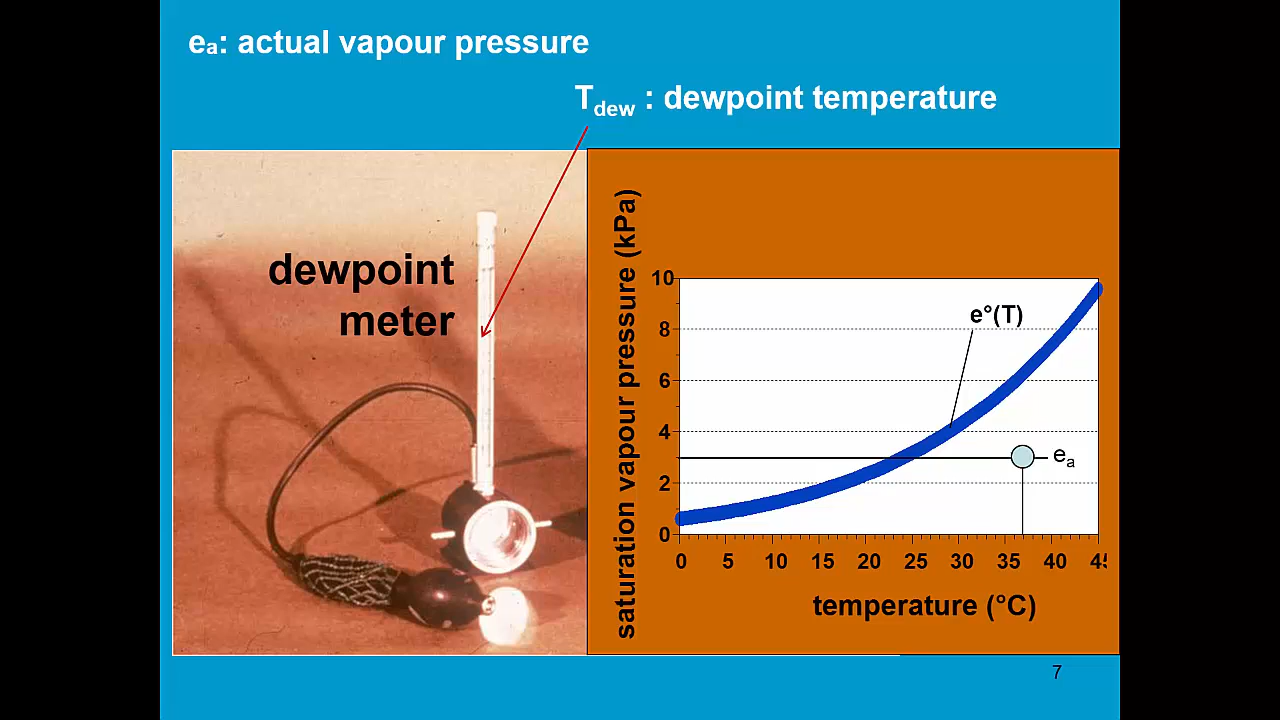 eₐ: actual vapour pressure
T_dew : dewpoint temperature
dewpoint
meter
saturation vapour pressure (kPa)
10
8
6
4
2
0
e°(T)
eₐ
0 5 10 15 20 25 30 35 40 45
temperature (°C)
7